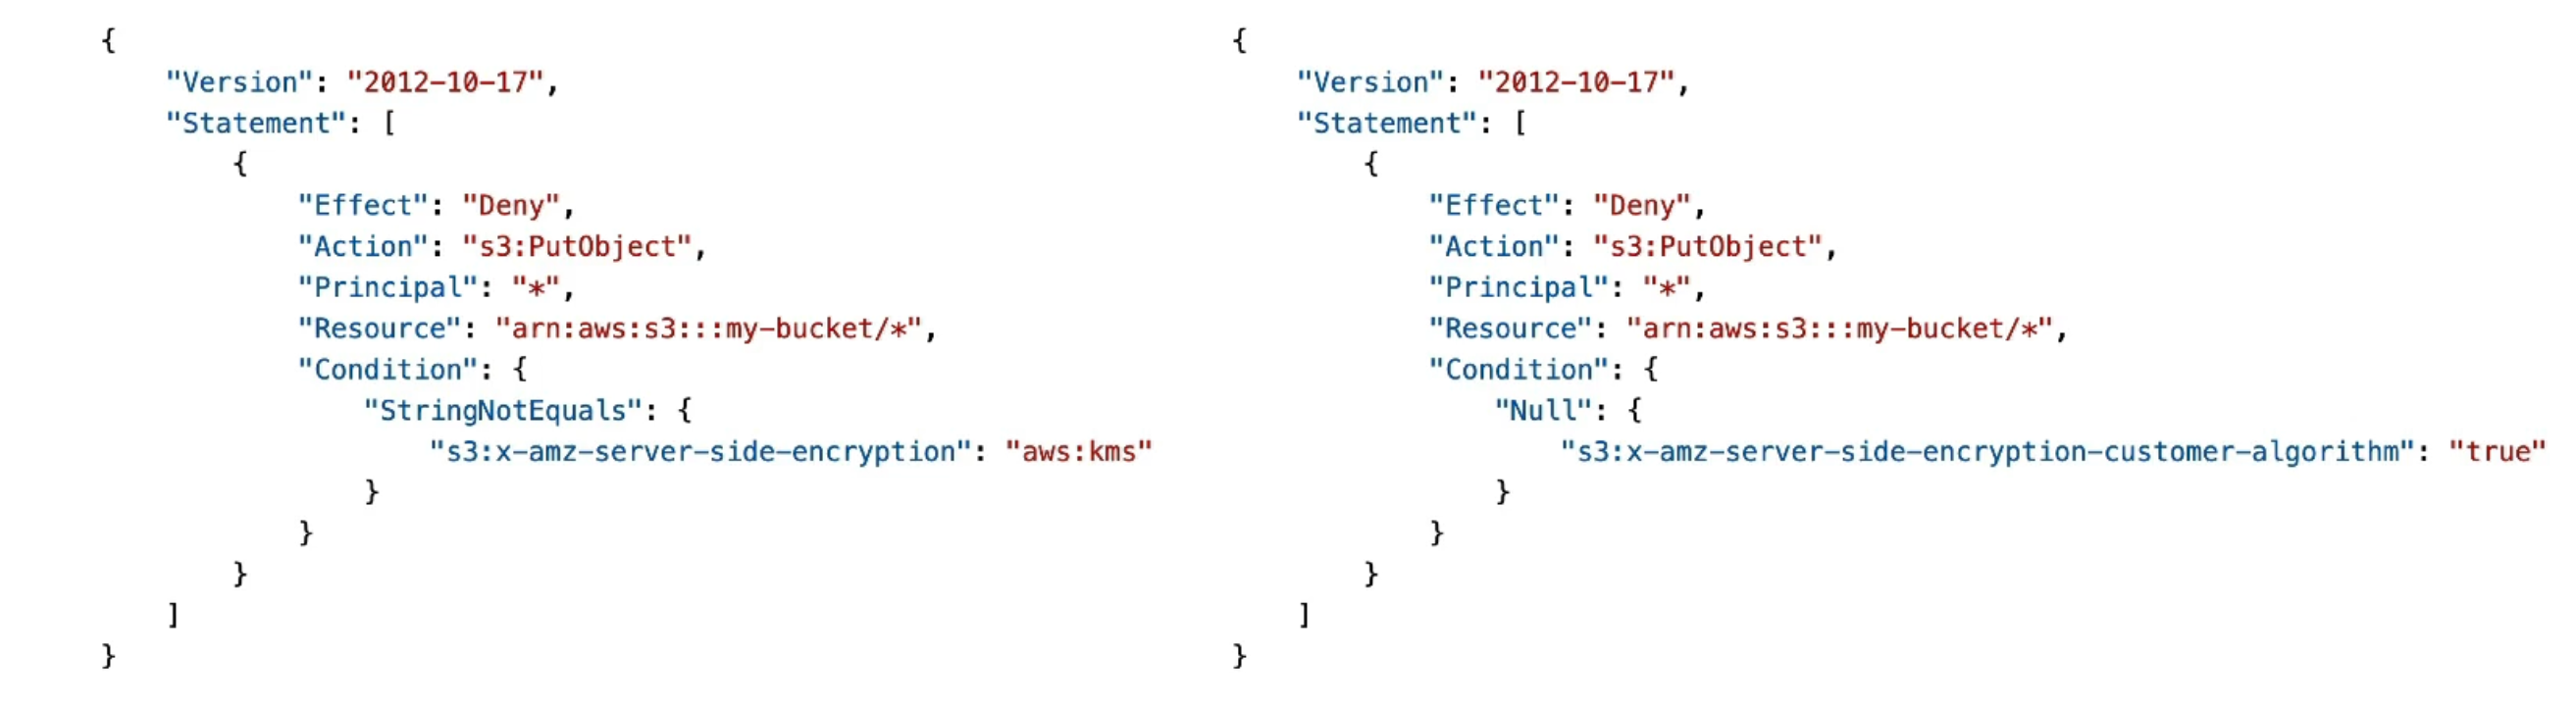 {
    "Version": "2012-10-17",
    "Statement": [
        {
            "Effect": "Deny",
            "Action": "s3:PutObject",
            "Principal": "*",
            "Resource": "arn:aws:s3:::my-bucket/*",
            "Condition": {
                "StringNotEquals": {
                    "s3:x-amz-server-side-encryption": "aws:kms"
                }
            }
        }
    ]
}
{
    "Version": "2012-10-17",
    "Statement": [
        {
            "Effect": "Deny",
            "Action": "s3:PutObject",
            "Principal": "*",
            "Resource": "arn:aws:s3:::my-bucket/*",
            "Condition": {
                "Null": {
                    "s3:x-amz-server-side-encryption-customer-algorithm": "true"
                }
            }
        }
    ]
}